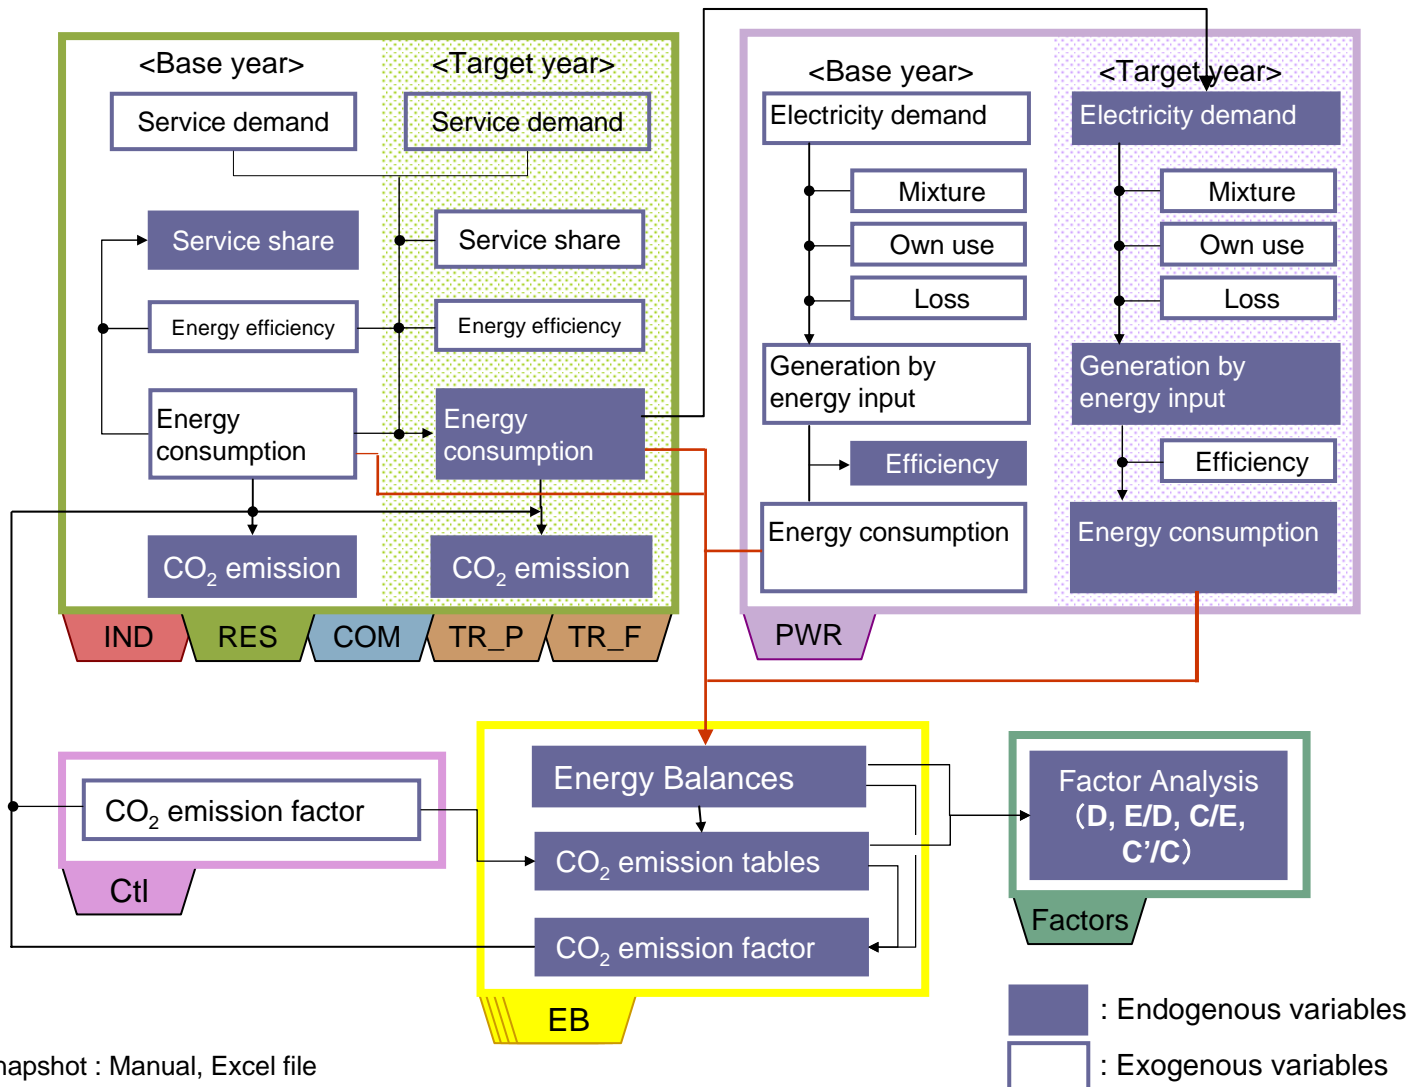 <Base year>
<Target year>
Service demand
Service demand
Service share
Service share
Energy efficiency
Energy efficiency
Energy
consumption
Energy
consumption
CO2 emission
CO2 emission
IND
RES
COM
TR_P
TR_F
<Base year>
<Target year>
Electricity demand
Electricity demand
Mixture
Mixture
Own use
Own use
Loss
Loss
Generation by
energy input
Generation by
energy input
Efficiency
Efficiency
Energy consumption
Energy consumption
PWR
CO2 emission factor
Ctl
Energy Balances
CO2 emission tables
CO2 emission factor
EB
Factor Analysis
（D, E/D, C/E,
C’/C）
Factors
: Endogenous variables
: Exogenous variables
napshot : Manual, Excel file